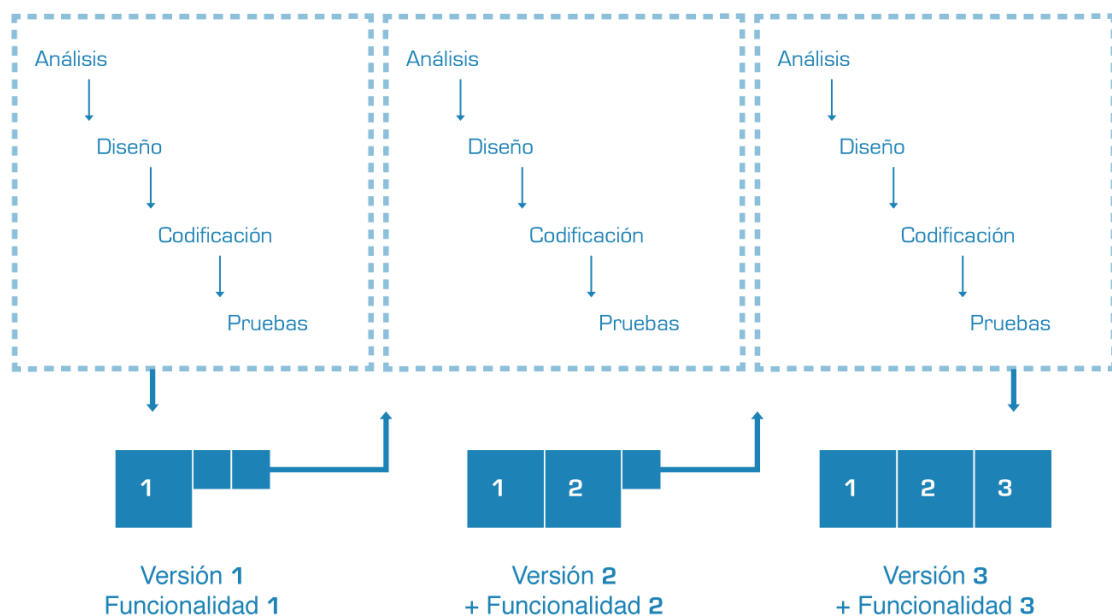 Análisis
Diseño
Codificación
Pruebas
Análisis
Diseño
Codificación
Pruebas
Análisis
Diseño
Codificación
Pruebas
1
1 2
1 2 3
Versión 1
Funcionalidad 1
Versión 2
+ Funcionalidad 2
Versión 3
+ Funcionalidad 3